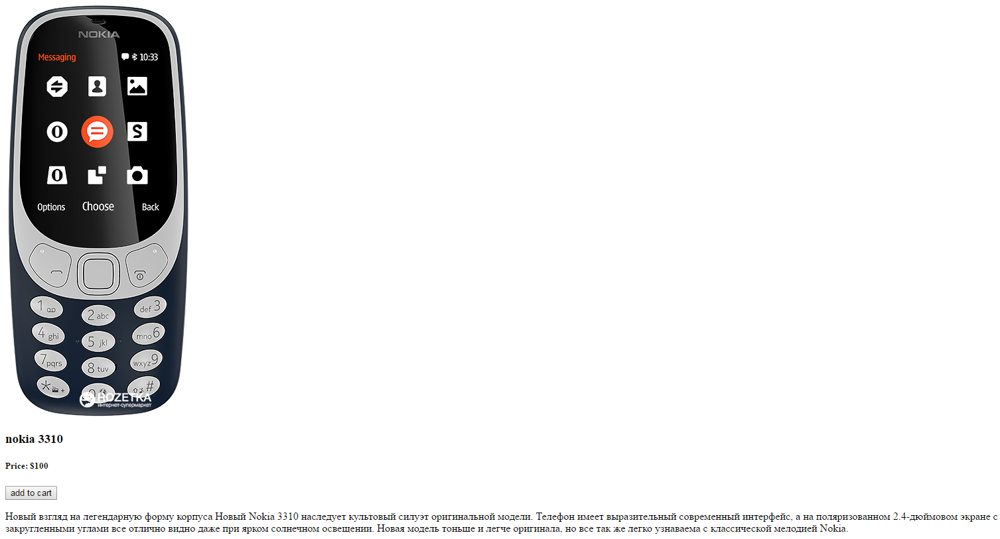 NOKIA
Messaging 10:33
O S
O
Options Choose Back
1 2 abc def 3
4 ghi 5 jkl mno 6
7 pqrs 8 tuv wxyz 9
* + 0 #
ROZETKA
интернет-супермаркет
nokia 3310
Price: $100
add to cart
Новый взгляд на легендарную форму корпуса Новый Nokia 3310 наследует культовый силуэт оригинальной модели. Телефон имеет выразительный современный интерфейс, а на поляризованном 2.4-дюймовом экране с
закругленными углами все отлично видно даже при ярком солнечном освещении. Новая модель тоньше и легче оригинала, но все так же легко узнаваема с классической мелодией Nokia.